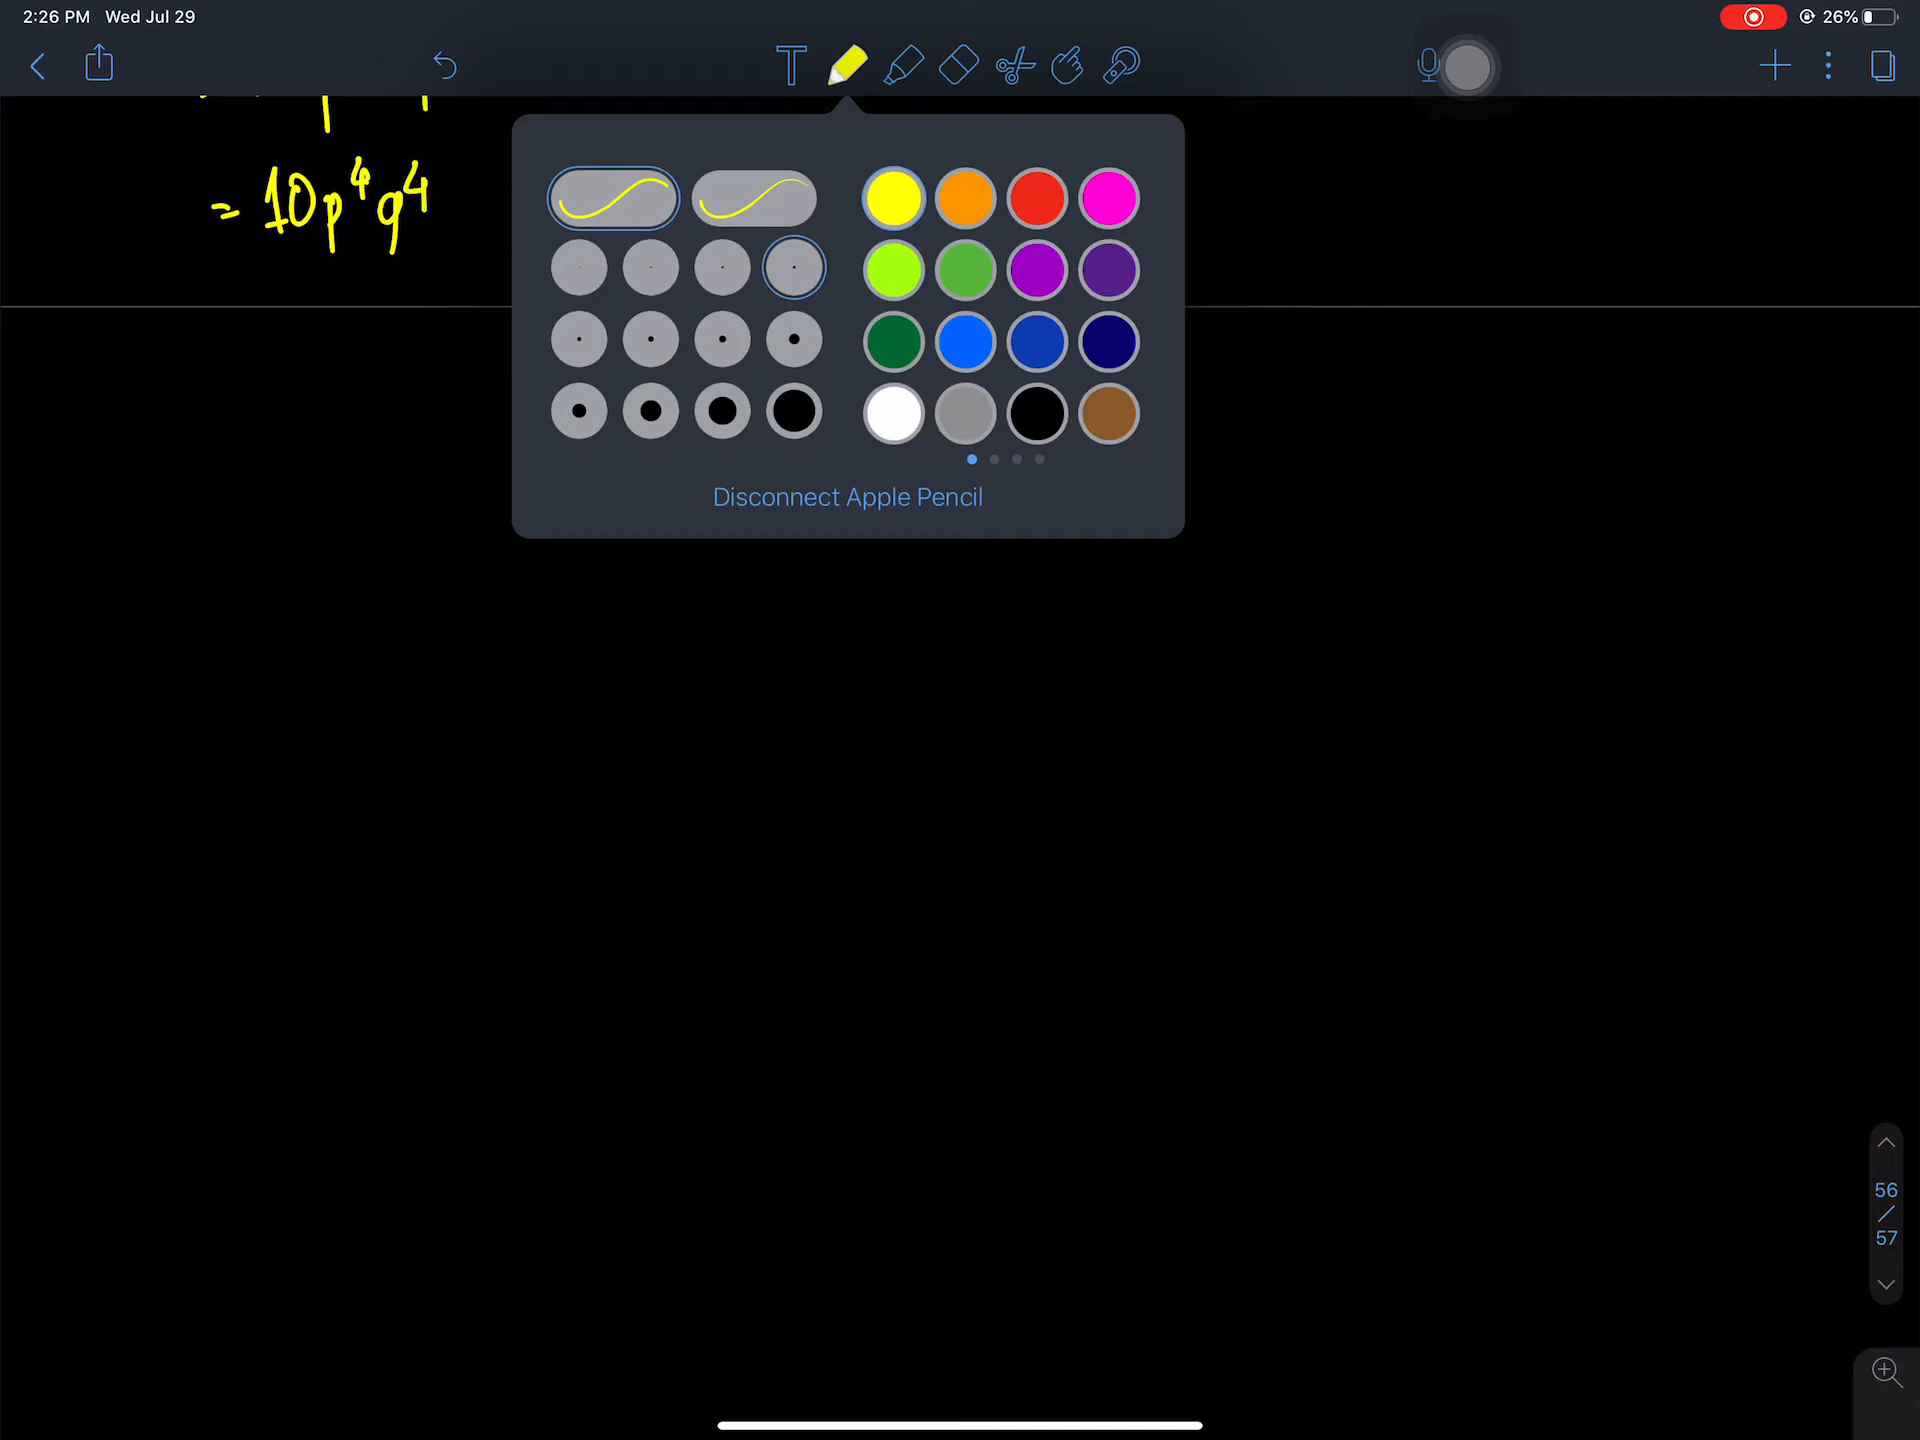 2:26 PM Wed Jul 29
26%
= 10p⁴q⁴
Disconnect Apple Pencil
56
/
57